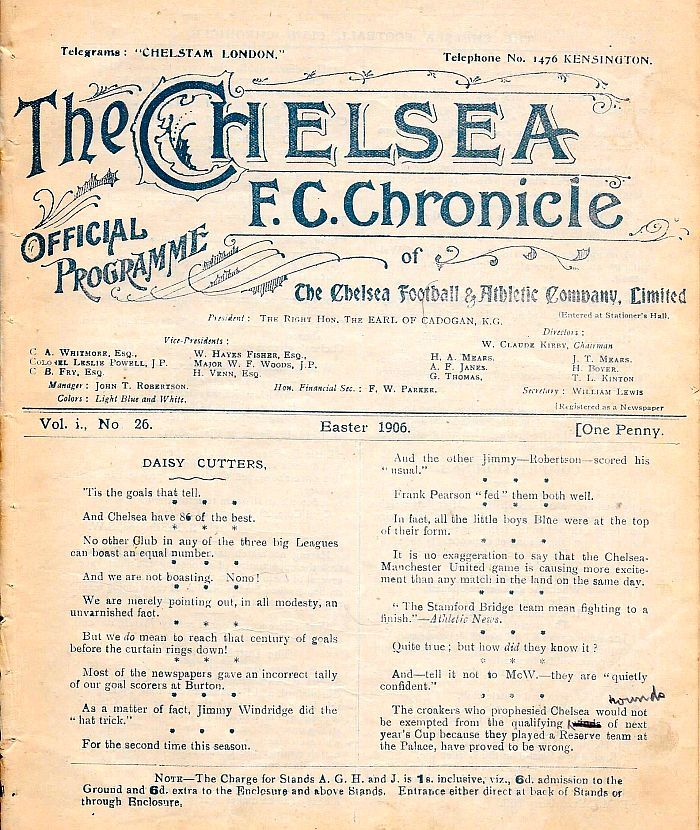 Telegrams: "CHELSTAM LONDON."
Telephone No. 1476 KENSINGTON.
The CHELSEA
F.C. Chronicle
OFFICIAL
PROGRAMME
of
The Chelsea Football & Athletic Company, Limited
President: THE RIGHT HON. THE EARL OF CADOGAN, K.G.
(Entered at Stationer's Hall.
Vice-Presidents:
C. A. WHITMORE, ESQ.,
COLONEL LESLIE POWELL, J.P.
C. B. FRY, ESQ.
W. HAYES FISHER, ESQ.,
MAJOR W. F. WOODS, J.P.
H. VENN, ESQ.
Directors:
W. CLAUDE KIRBY, Chairman
H. A. MEARS.
A. F. JANES.
G. THOMAS.
J. T. MEARS.
H. BOYER.
T. L. KINTON
Manager: JOHN T. ROBERTSON.
Hon. Financial Sec.: F. W. PARKER.
Secretary: WILLIAM LEWIS
Colors: Light Blue and White.
[Registered as a Newspaper
Vol. i., No 26.
Easter 1906.
[One Penny.
DAISY CUTTERS,
'Tis the goals that tell.
* * *
And Chelsea have 86 of the best.
* * *
No other Club in any of the three big Leagues
can boast an equal number.
* * *
And we are not boasting. Nono!
* * *
We are merely pointing out, in all modesty, an
unvarnished fact.
* * *
But we do mean to reach that century of goals
before the curtain rings down!
* * *
Most of the newspapers gave an incorrect tally
of our goal scorers at Burton.
* * *
As a matter of fact, Jimmy Windridge did the
"hat trick."
* * *
For the second time this season.
And the other Jimmy—Robertson—scored his
"usual."
* * *
Frank Pearson "fed" them both well.
* * *
In fact, all the little boys Blue were at the top
of their form.
* * *
It is no exaggeration to say that the Chelsea-
Manchester United game is causing more excite-
ment than any match in the land on the same day.
* * *
"The Stamford Bridge team mean fighting to a
finish."—Athletic News.
* * *
Quite true; but how did they know it?
* * *
And—tell it not to McW.—they are "quietly
confident."
* * *
rounds
The croakers who prophesied Chelsea would not
be exempted from the qualifying of next
year's Cup because they played a Reserve team at
the Palace, have proved to be wrong.
NOTE—The Charge for Stands A. G. H. and J. is 1s. inclusive, viz., 6d. admission to the
Ground and 6d. extra to the Enclosure and above Stands. Entrance either direct at back of Stands or
through Enclosure.